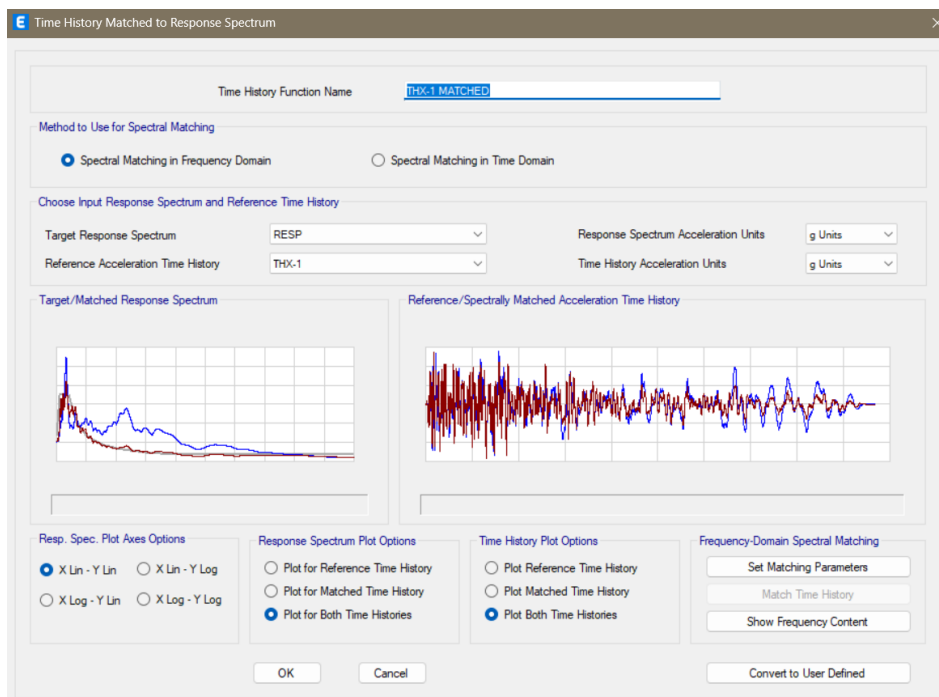 E Time History Matched to Response Spectrum
Time History Function Name THX-1 MATCHED
Method to Use for Spectral Matching
Spectral Matching in Frequency Domain Spectral Matching in Time Domain
Choose Input Response Spectrum and Reference Time History
Target Response Spectrum RESP Response Spectrum Acceleration Units g Units
Reference Acceleration Time History THX-1 Time History Acceleration Units g Units
Target/Matched Response Spectrum Reference/Spectrally Matched Acceleration Time History
Resp. Spec. Plot Axes Options
X Lin - Y Lin X Lin - Y Log
X Log - Y Lin X Log - Y Log
Response Spectrum Plot Options
Plot for Reference Time History
Plot for Matched Time History
Plot for Both Time Histories
Time History Plot Options
Plot Reference Time History
Plot Matched Time History
Plot Both Time Histories
Frequency-Domain Spectral Matching
Set Matching Parameters
Match Time History
Show Frequency Content
OK Cancel Convert to User Defined